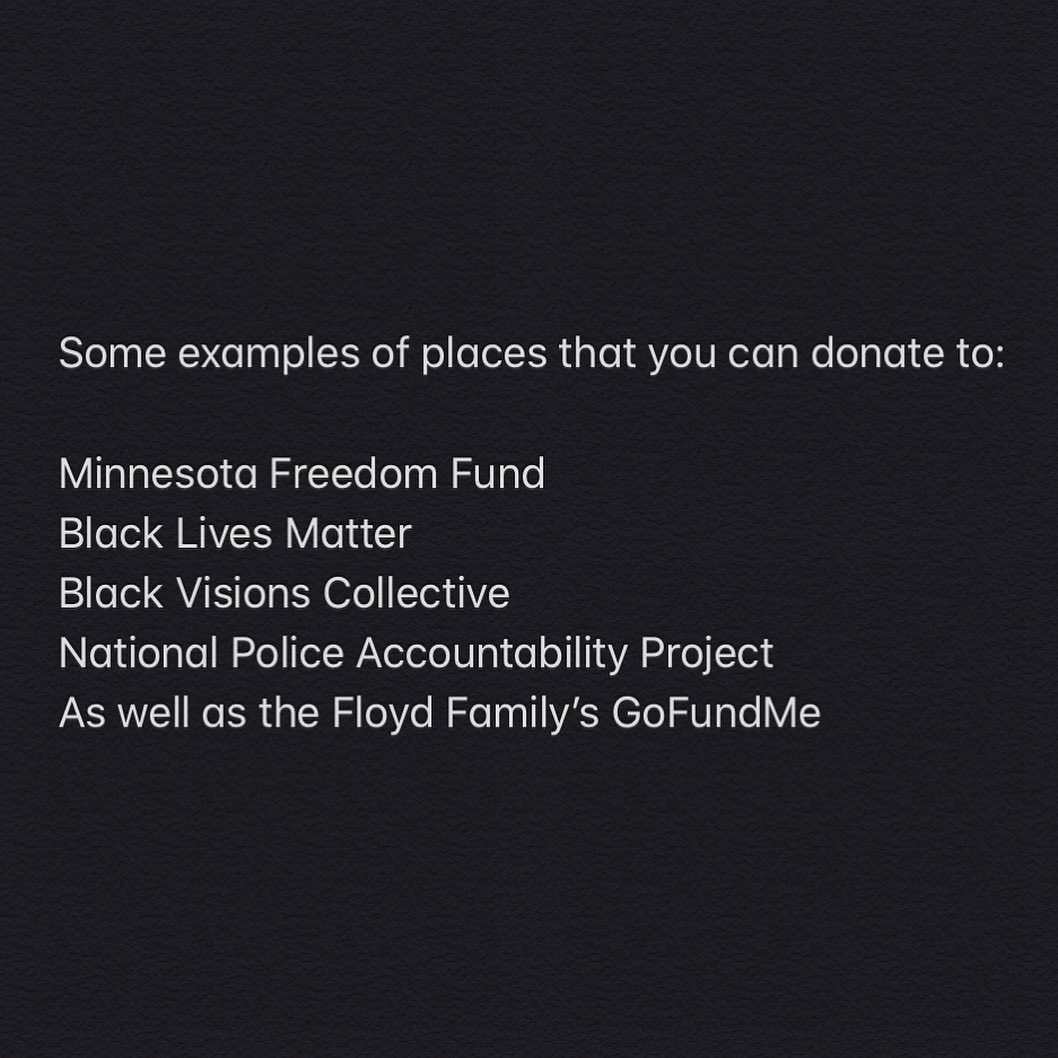 Some examples of places that you can donate to:
Minnesota Freedom Fund
Black Lives Matter
Black Visions Collective
National Police Accountability Project
As well as the Floyd Family’s GoFundMe